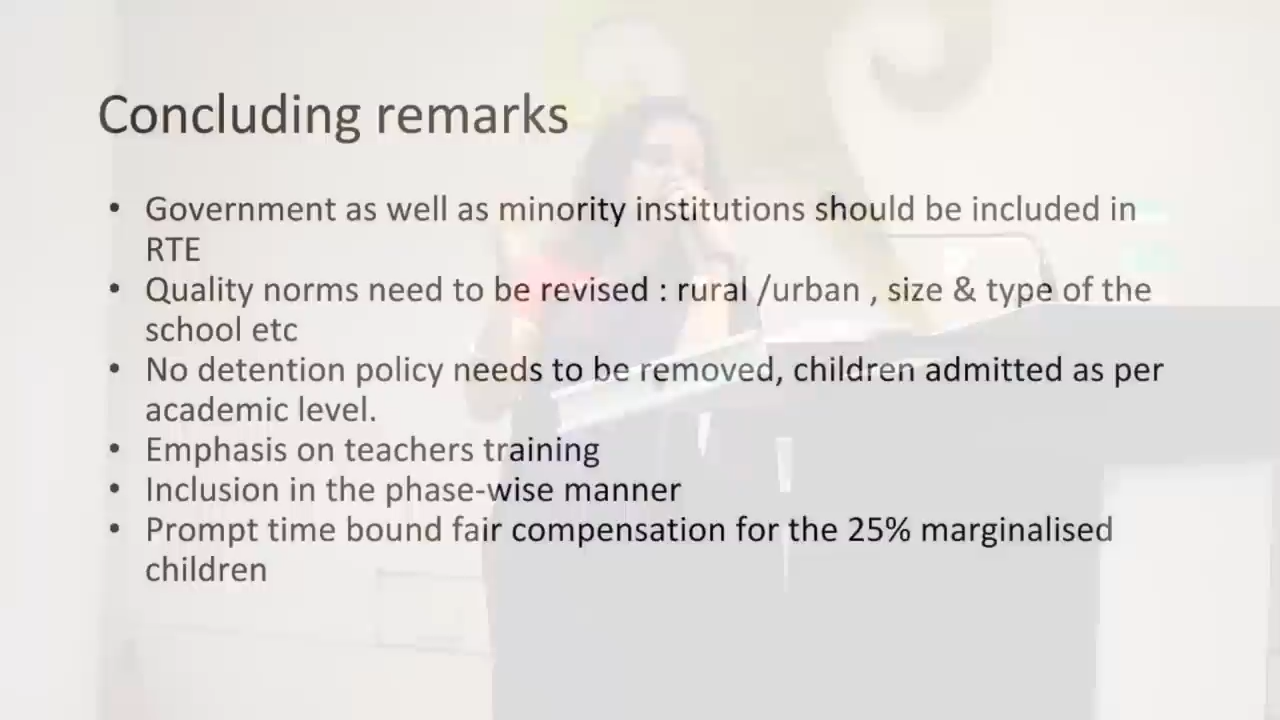 Concluding remarks
• Government as well as minority institutions should be included in
RTE
• Quality norms need to be revised : rural /urban , size & type of the
school etc
• No detention policy needs to be removed, children admitted as per
academic level.
• Emphasis on teachers training
• Inclusion in the phase-wise manner
• Prompt time bound fair compensation for the 25% marginalised
children